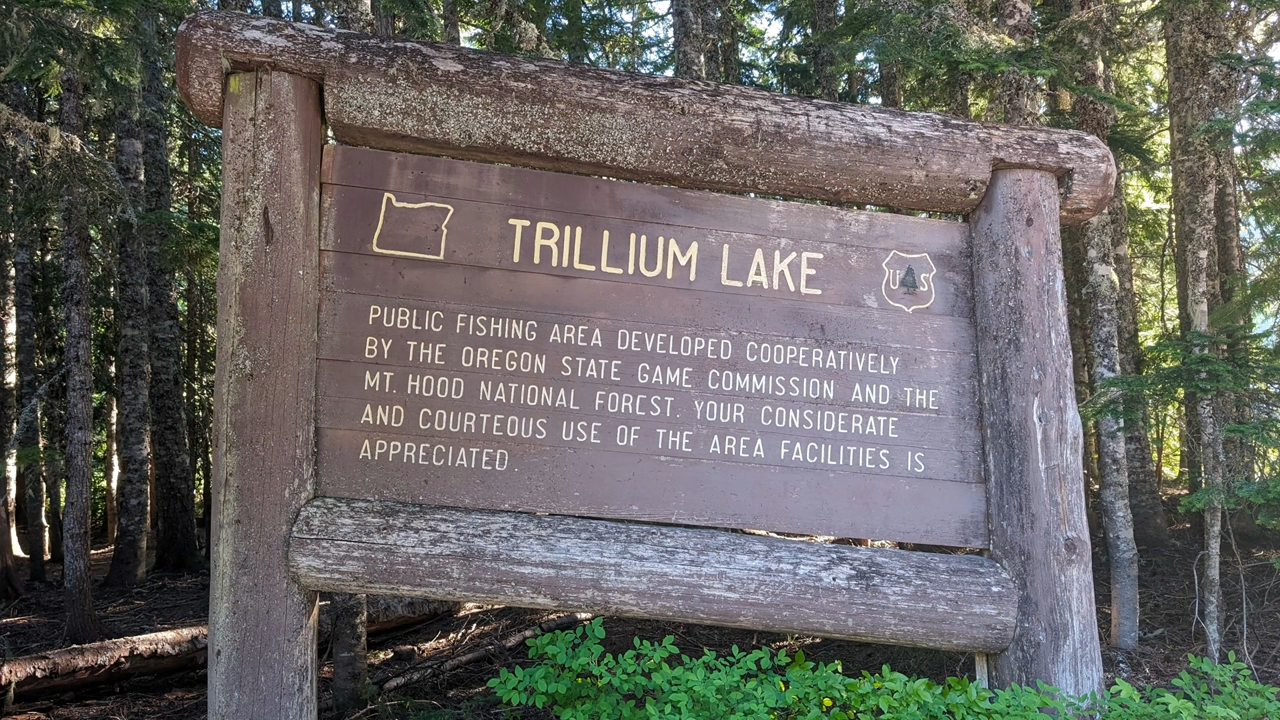 TRILLIUM LAKE
US
PUBLIC FISHING AREA DEVELOPED COOPERATIVELY
BY THE OREGON STATE GAME COMMISSION AND THE
MT. HOOD NATIONAL FOREST. YOUR CONSIDERATE
AND COURTEOUS USE OF THE AREA FACILITIES IS
APPRECIATED.